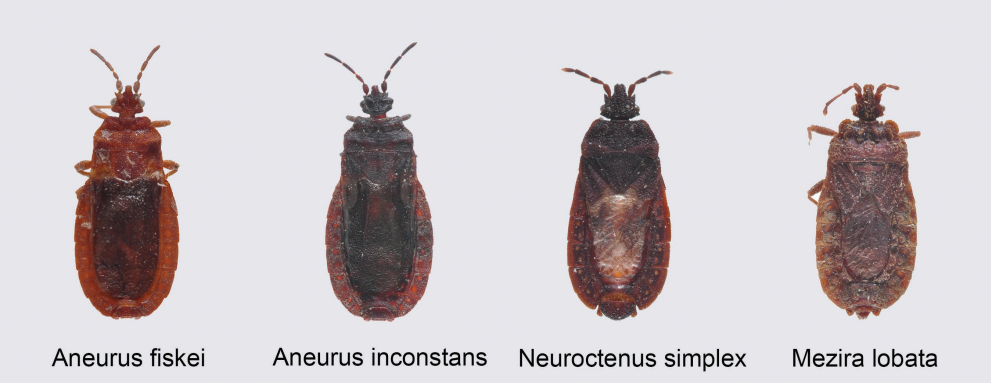 Aneurus fiskei
Aneurus inconstans
Neuroctenus simplex
Mezira lobata